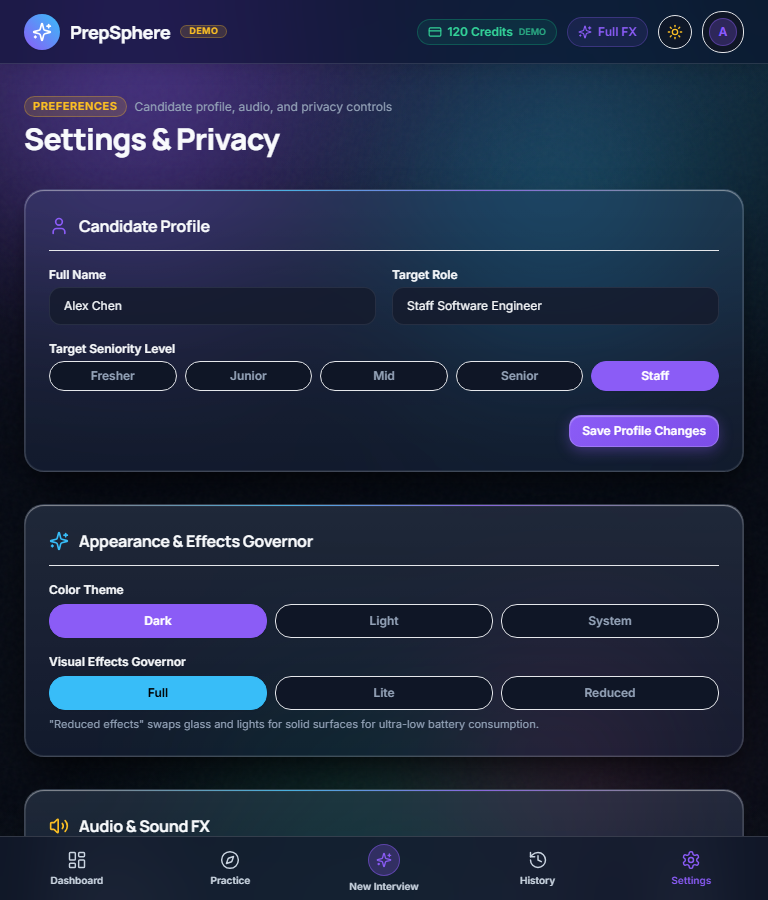 PrepSphere DEMO
120 Credits DEMO
Full FX
A
PREFERENCES Candidate profile, audio, and privacy controls
Settings & Privacy
Candidate Profile
Full Name
Target Role
Alex Chen
Staff Software Engineer
Target Seniority Level
Fresher
Junior
Mid
Senior
Staff
Save Profile Changes
Appearance & Effects Governor
Color Theme
Dark
Light
System
Visual Effects Governor
Full
Lite
Reduced
"Reduced effects" swaps glass and lights for solid surfaces for ultra-low battery consumption.
Audio & Sound FX
Dashboard
Practice
New Interview
History
Settings